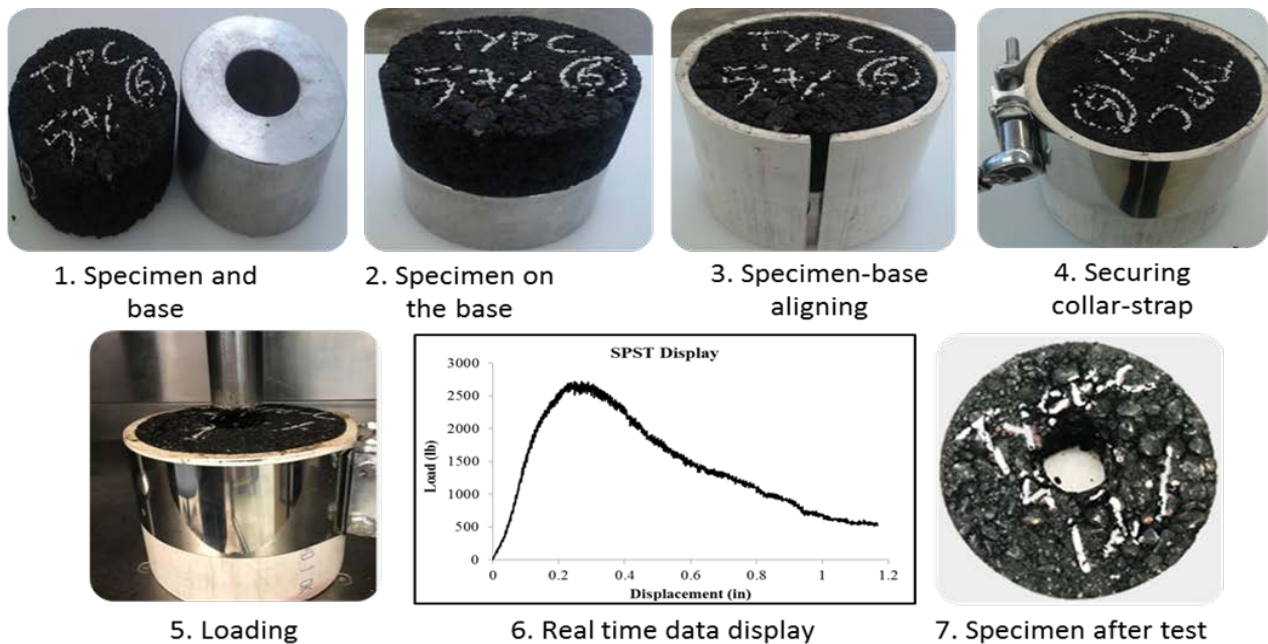 TYPC
5.7%
5
TYPC
5.7%
5
TYPC
5.7%
5
1. Specimen and
base
2. Specimen on
the base
3. Specimen-base
aligning
4. Securing
collar-strap
SPST Display
3000
2500
2000
1500
1000
500
0
Load (lb)
0 0.2 0.4 0.6 0.8 1 1.2
Displacement (in)
5. Loading
6. Real time data display
7. Specimen after test